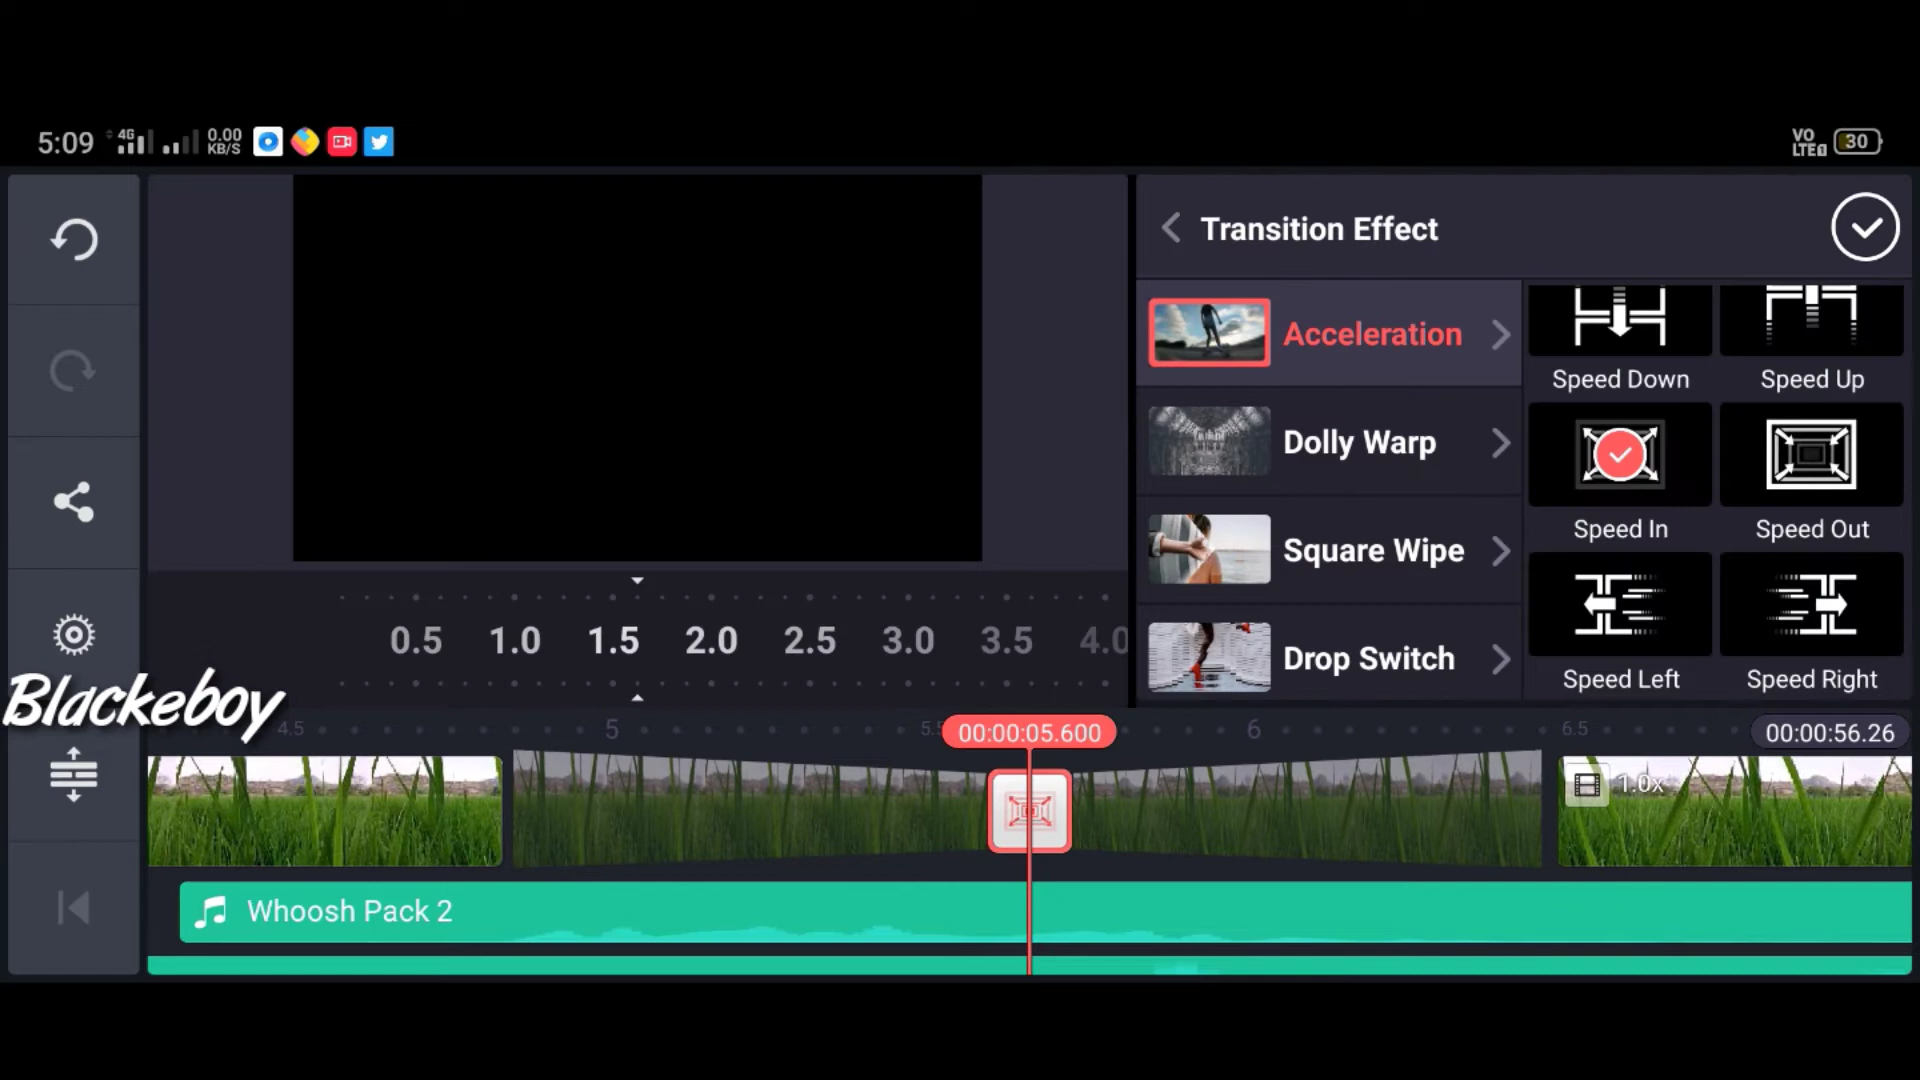 5:09 4G 0.00 KB/S VO LTE1 30
Transition Effect
Acceleration
Dolly Warp
Square Wipe
Drop Switch
Speed Down Speed Up
Speed In Speed Out
Speed Left Speed Right
0.5 1.0 1.5 2.0 2.5 3.0 3.5 4.0
Blackeboy
4.5 5 5.5 00:00:05.600 6 6.5 00:00:56.26
1.0x
Whoosh Pack 2